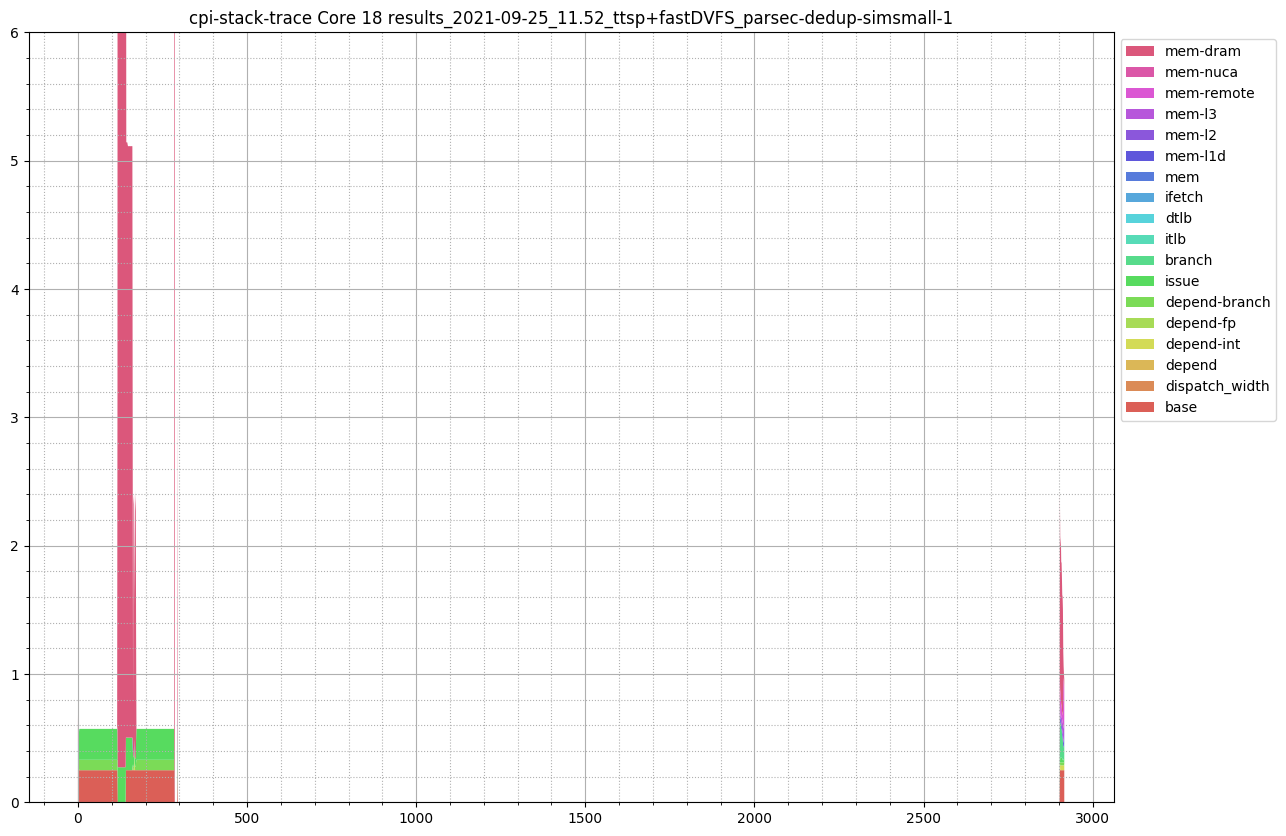 cpi-stack-trace Core 18 results_2021-09-25_11.52_ttsp+fastDVFS_parsec-dedup-simsmall-1
6
5
4
3
2
1
0
0 500 1000 1500 2000 2500 3000
mem-dram
mem-nuca
mem-remote
mem-l3
mem-l2
mem-l1d
mem
ifetch
dtlb
itlb
branch
issue
depend-branch
depend-fp
depend-int
depend
dispatch_width
base